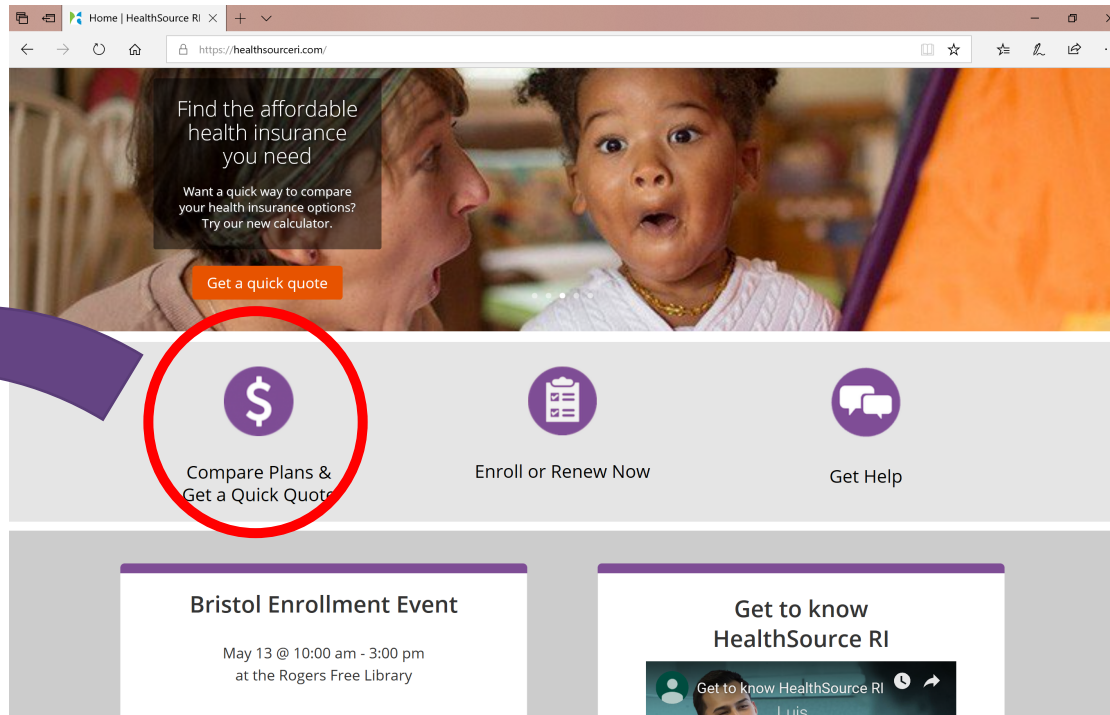 Home | HealthSource RI
https://healthsourceri.com/
Find the affordable
health insurance
you need
Want a quick way to compare
your health insurance options?
Try our new calculator.
Get a quick quote
$
Compare Plans &
Get a Quick Quote
Enroll or Renew Now
Get Help
Bristol Enrollment Event
May 13 @ 10:00 am - 3:00 pm
at the Rogers Free Library
Get to know
HealthSource RI
Get to know HealthSource RI
Luis